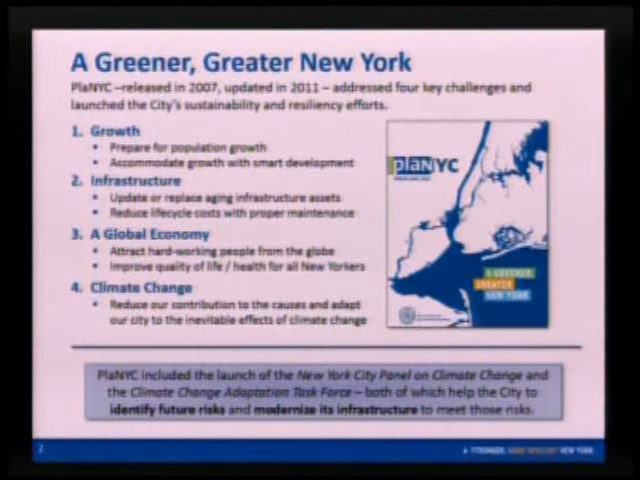 A Greener, Greater New York
PlaNYC –released in 2007, updated in 2011 – addressed four key challenges and
launched the City's sustainability and resiliency efforts.
1. Growth
▪ Prepare for population growth
▪ Accommodate growth with smart development
2. Infrastructure
▪ Update or replace aging infrastructure assets
▪ Reduce lifecycle costs with proper maintenance
3. A Global Economy
▪ Attract hard-working people from the globe
▪ Improve quality of life / health for all New Yorkers
4. Climate Change
▪ Reduce our contribution to the causes and adapt
our city to the inevitable effects of climate change
plaNYC
A GREENER
GREATER
NEW YORK
PlaNYC included the launch of the New York City Panel on Climate Change and
the Climate Change Adaptation Task Force – both of which help the City to
identify future risks and modernize its infrastructure to meet those risks.
2
A STRONGER, MORE RESILIENT NEW YORK